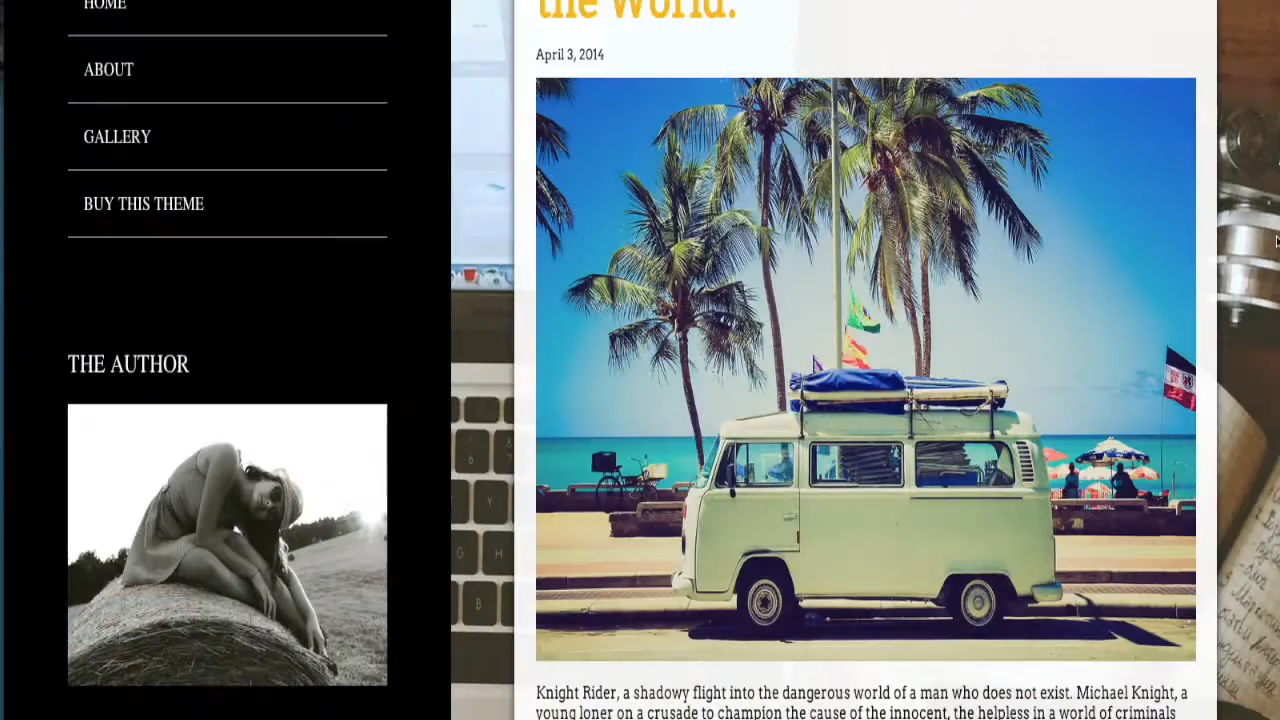 HOME
ABOUT
GALLERY
BUY THIS THEME
THE AUTHOR
the World.
April 3, 2014
Knight Rider, a shadowy flight into the dangerous world of a man who does not exist. Michael Knight, a
young loner on a crusade to champion the cause of the innocent, the helpless in a world of criminals
Y
G
H
B